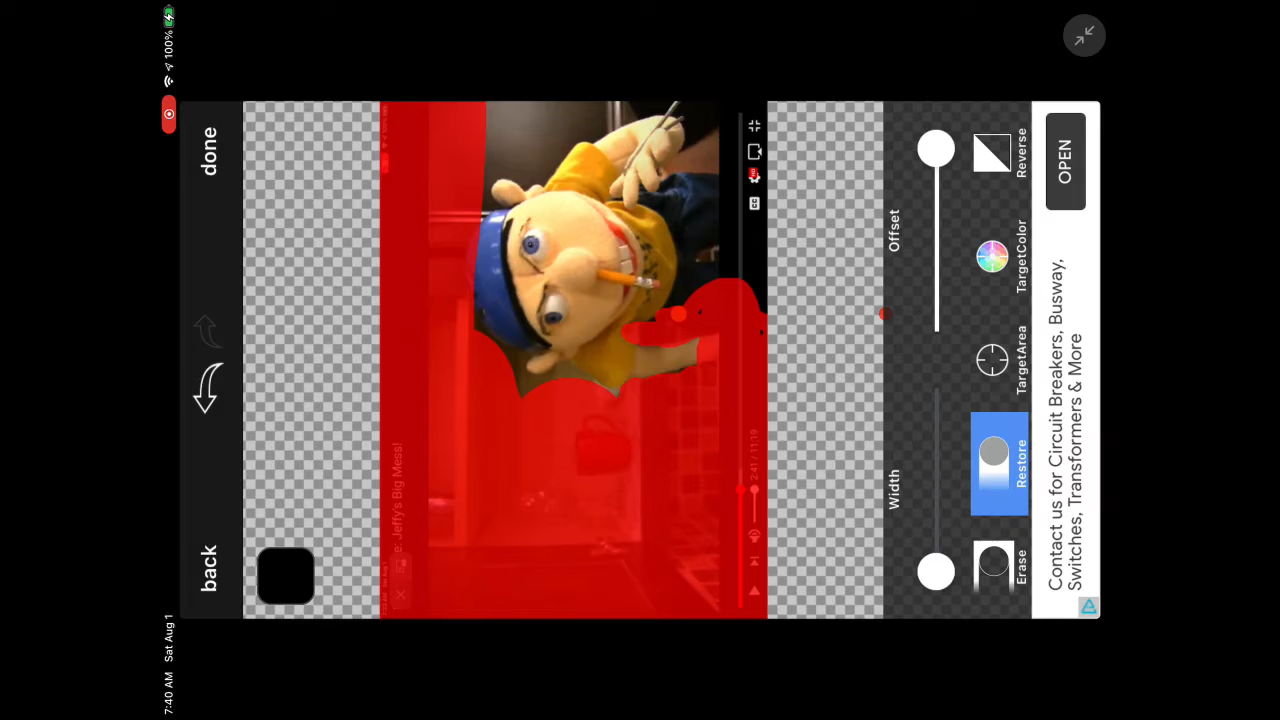 7:40 AM Sat Aug 1
100%
back
done
e: Jeffy's Big Mess!
2:41 / 11:19
CC
Width
Offset
Erase
Restore
TargetArea
TargetColor
Reverse
Contact us for Circuit Breakers, Busway,
Switches, Transformers & More
OPEN